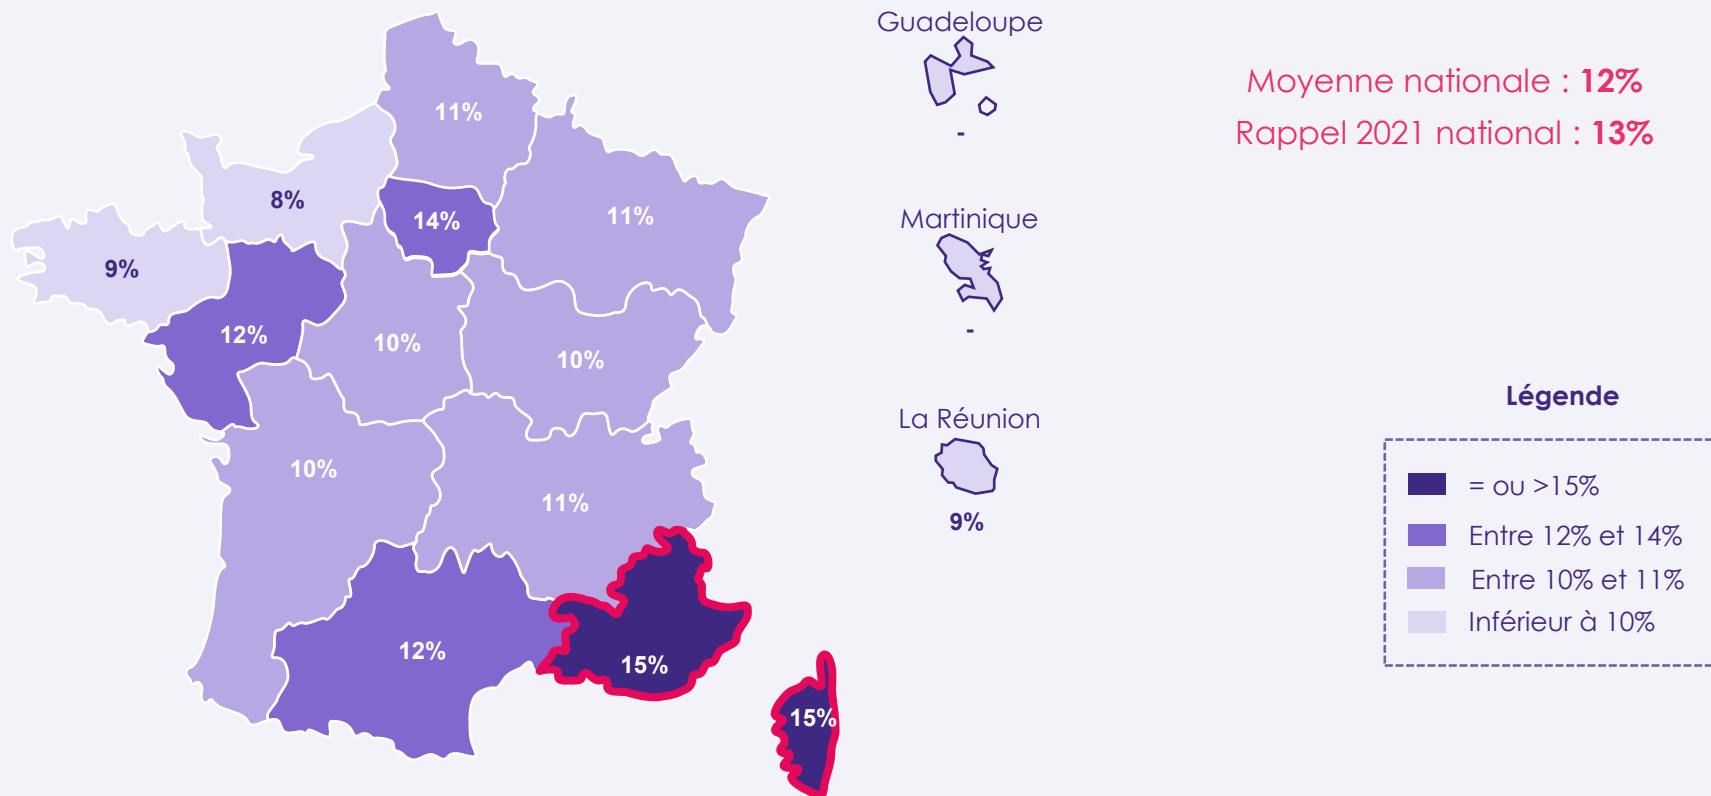 11%
8%
14%
11%
9%
12%
10%
10%
10%
11%
12%
15%
15%
Guadeloupe
-
Martinique
-
La Réunion
9%
Moyenne nationale : 12%
Rappel 2021 national : 13%
Légende
= ou >15%
Entre 12% et 14%
Entre 10% et 11%
Inférieur à 10%